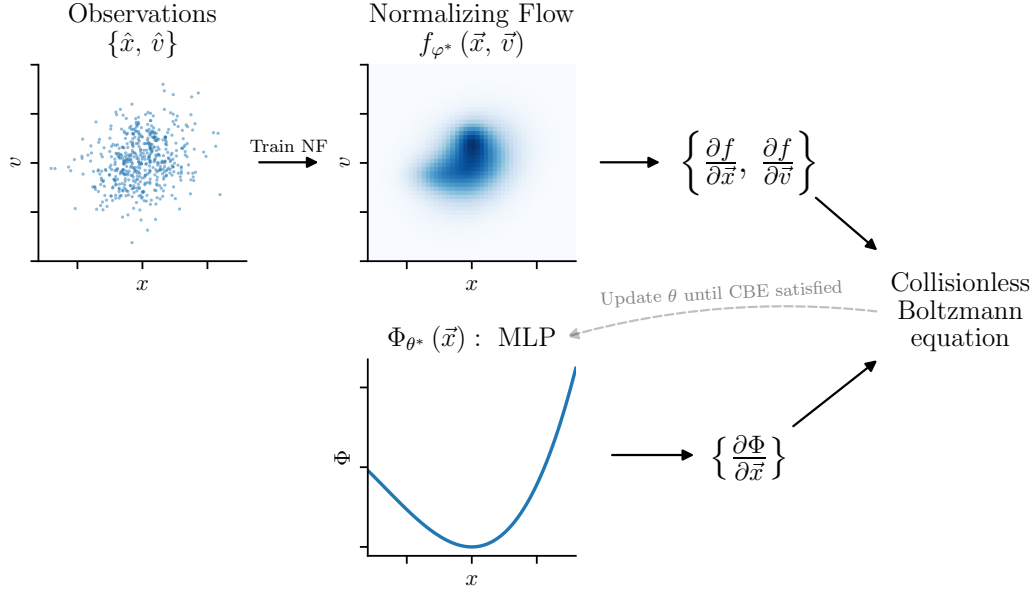 Observations
{x̂, v̂}
v
x
Train NF
Normalizing Flow
f_φ* (x⃗, v⃗)
v
x
{∂f/∂x⃗, ∂f/∂v⃗}
Collisionless
Boltzmann
equation
Update θ until CBE satisfied
Φ_θ* (x⃗) : MLP
Φ
x
{∂Φ/∂x⃗}